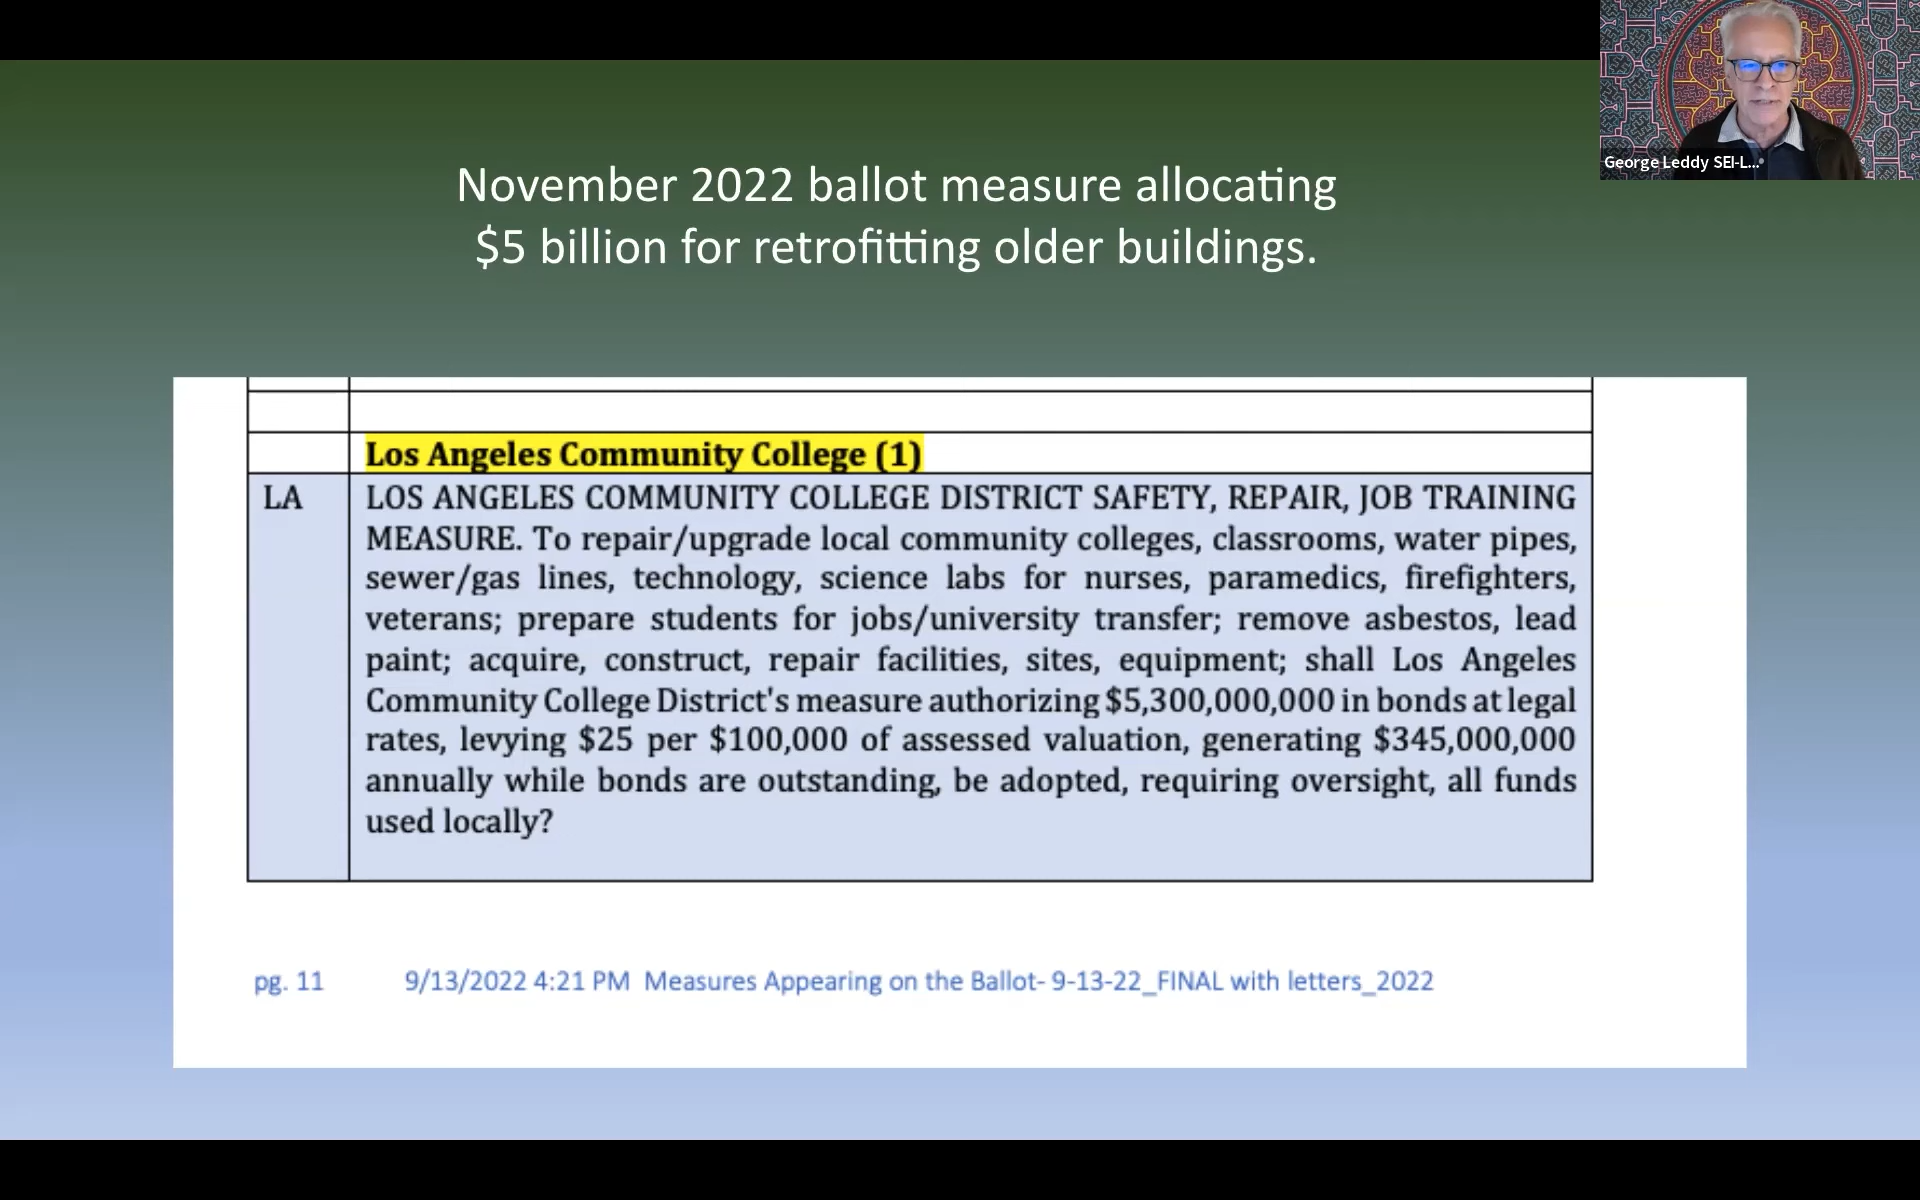 George Leddy SEI-L...
November 2022 ballot measure allocating
$5 billion for retrofitting older buildings.
Los Angeles Community College (1)
LA LOS ANGELES COMMUNITY COLLEGE DISTRICT SAFETY, REPAIR, JOB TRAINING
MEASURE. To repair/upgrade local community colleges, classrooms, water pipes,
sewer/gas lines, technology, science labs for nurses, paramedics, firefighters,
veterans; prepare students for jobs/university transfer; remove asbestos, lead
paint; acquire, construct, repair facilities, sites, equipment; shall Los Angeles
Community College District's measure authorizing $5,300,000,000 in bonds at legal
rates, levying $25 per $100,000 of assessed valuation, generating $345,000,000
annually while bonds are outstanding, be adopted, requiring oversight, all funds
used locally?
pg. 11 9/13/2022 4:21 PM Measures Appearing on the Ballot- 9-13-22_FINAL with letters_2022